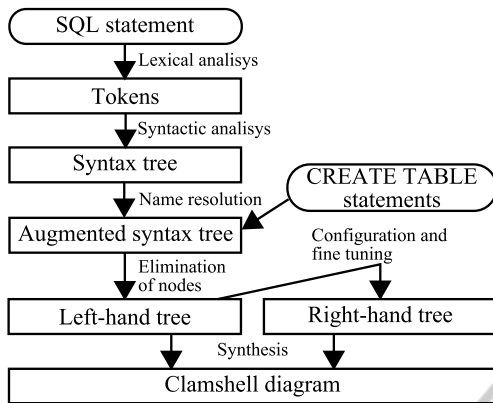 SQL statement
Lexical analisys
Tokens
Syntactic analisys
Syntax tree
Name resolution
CREATE TABLE
statements
Augmented syntax tree
Configuration and
fine tuning
Elimination
of nodes
Left-hand tree
Right-hand tree
Synthesis
Clamshell diagram